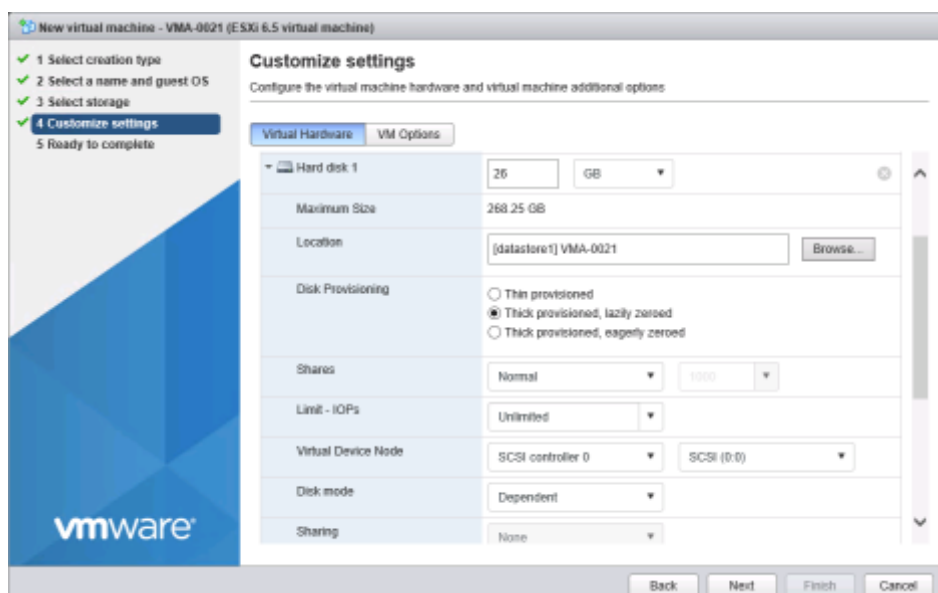 New virtual machine - VMA-0021 (ESXi 6.5 virtual machine)
1 Select creation type
2 Select a name and guest OS
3 Select storage
4 Customize settings
5 Ready to complete
Customize settings
Configure the virtual machine hardware and virtual machine additional options
Virtual Hardware VM Options
Hard disk 1 26 GB
Maximum Size 268.25 GB
Location [datastore1] VMA-0021 Browse...
Disk Provisioning
Thin provisioned
Thick provisioned, lazily zeroed
Thick provisioned, eagerly zeroed
Shares Normal 1000
Limit - IOPs Unlimited
Virtual Device Node SCSI controller 0 SCSI (0:0)
Disk mode Dependent
Sharing None
vmware®
Back Next Finish Cancel